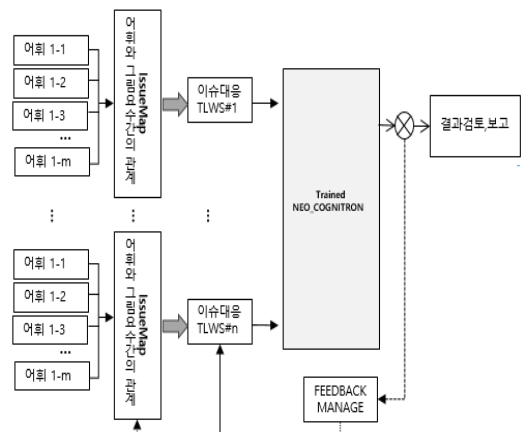 어휘 1-1
어휘 1-2
어휘 1-3
...
어휘 1-m
IssueMap
어휘와 그림요수간의 관계
이슈대응
TLWS#1
Trained
NEO_COGNITRON
결과검토,보고
...
...
...
어휘 1-1
어휘 1-2
어휘 1-3
...
어휘 1-m
IssueMap
어휘와 그림요수간의 관계
이슈대응
TLWS#n
FEEDBACK
MANAGE